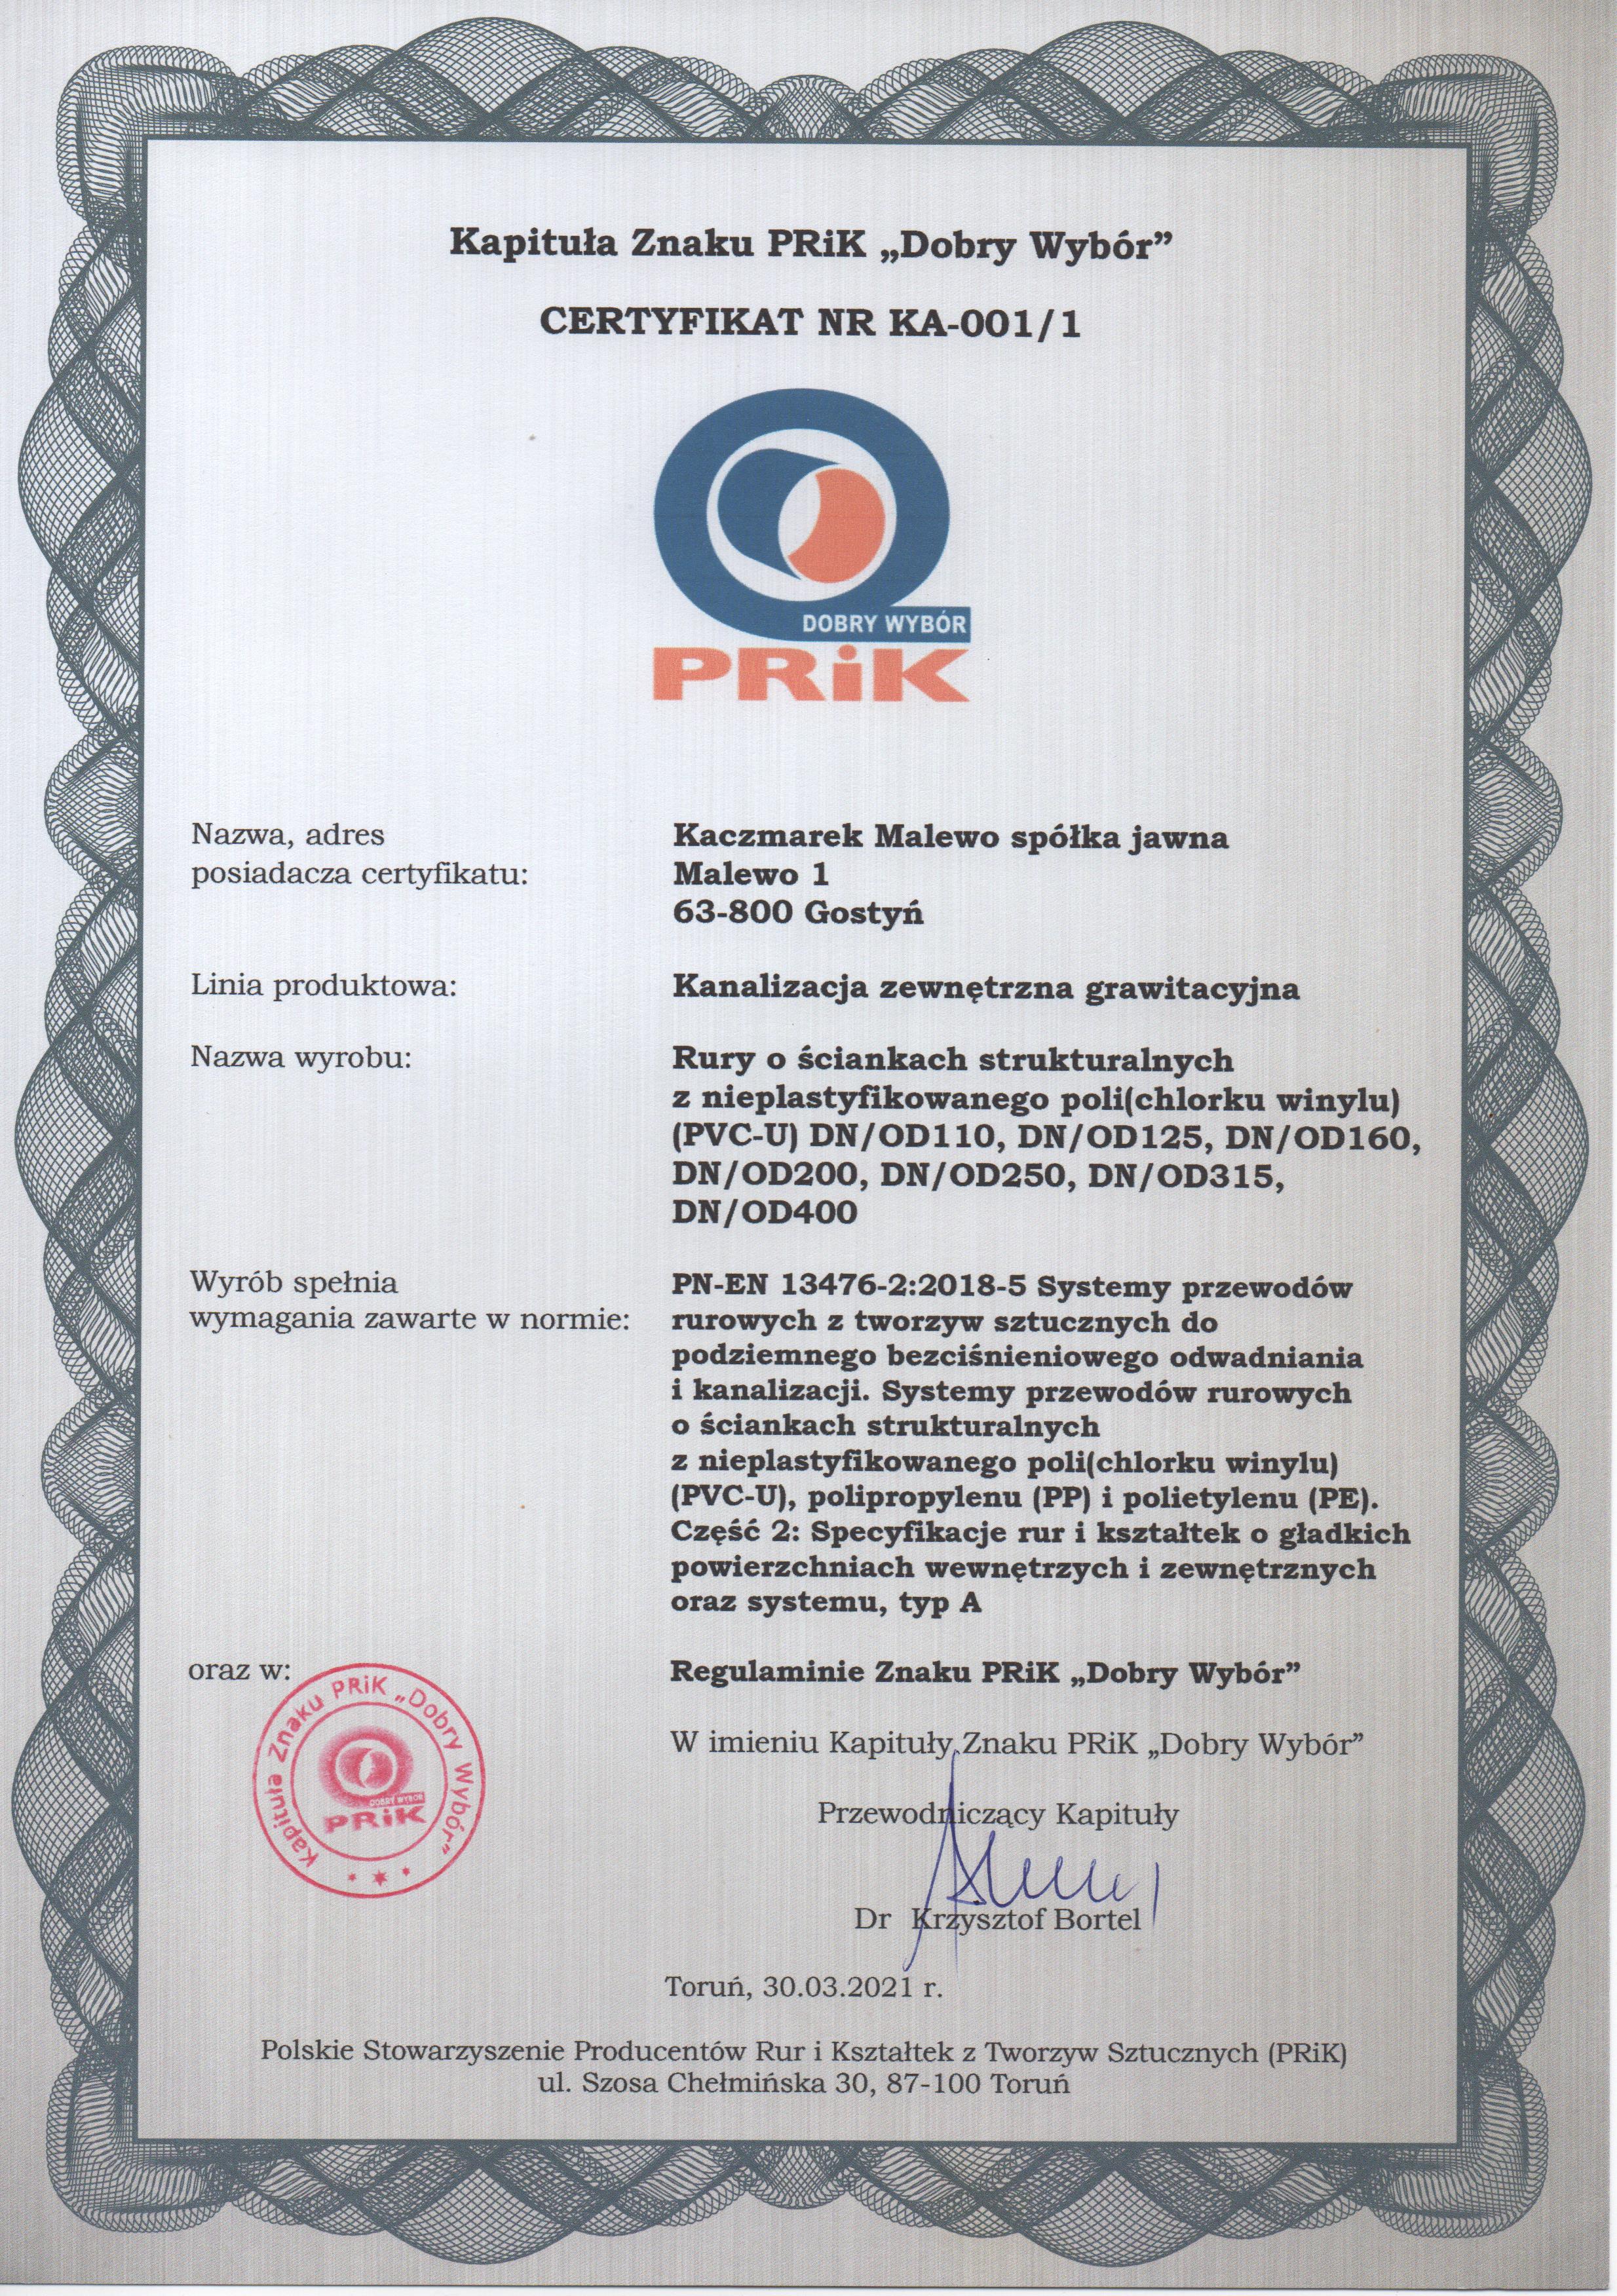 Kapituła Znaku PRiK „Dobry Wybór”
CERTYFIKAT NR KA-001/1
DOBRY WYBÓR
PRiK
Nazwa, adres
posiadacza certyfikatu:
Kaczmarek Malewo spółka jawna
Malewo 1
63-800 Gostyń
Linia produktowa:
Kanalizacja zewnętrzna grawitacyjna
Nazwa wyrobu:
Rury o ściankach strukturalnych
z nieplastyfikowanego poli(chlorku winylu)
(PVC-U) DN/OD110, DN/OD125, DN/OD160,
DN/OD200, DN/OD250, DN/OD315,
DN/OD400
Wyrób spełnia
wymagania zawarte w normie:
PN-EN 13476-2:2018-5 Systemy przewodów
rurowych z tworzyw sztucznych do
podziemnego bezciśnieniowego odwadniania
i kanalizacji. Systemy przewodów rurowych
o ściankach strukturalnych
z nieplastyfikowanego poli(chlorku winylu)
(PVC-U), polipropylenu (PP) i polietylenu (PE).
Część 2: Specyfikacje rur i kształtek o gładkich
powierzchniach wewnętrzych i zewnętrznych
oraz systemu, typ A
oraz w:
Regulaminie Znaku PRiK „Dobry Wybór”
Kapituła Znaku PRiK „Dobry Wybór”
DOBRY WYBÓR
PRiK
W imieniu Kapituły Znaku PRiK „Dobry Wybór”
Przewodniczący Kapituły
Dr Krzysztof Bortel
Toruń, 30.03.2021 r.
Polskie Stowarzyszenie Producentów Rur i Kształtek z Tworzyw Sztucznych (PRiK)
ul. Szosa Chełmińska 30, 87-100 Toruń